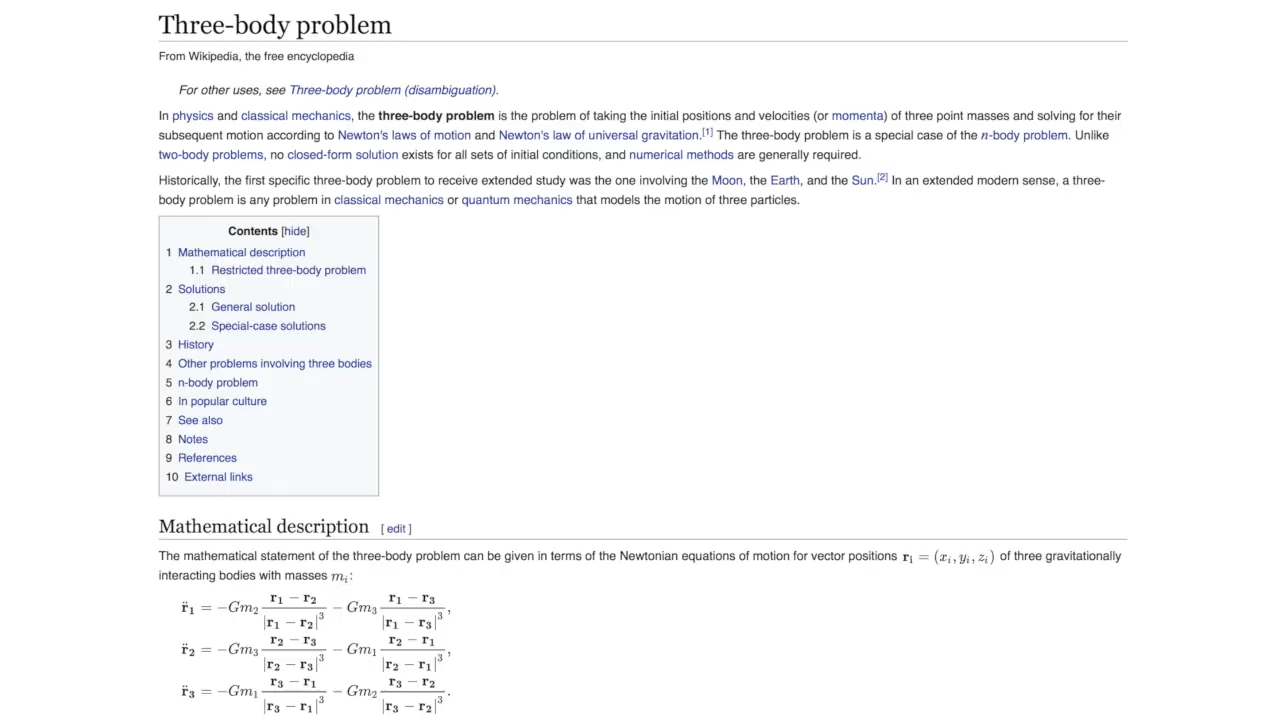 Three-body problem
From Wikipedia, the free encyclopedia
For other uses, see Three-body problem (disambiguation).
In physics and classical mechanics, the three-body problem is the problem of taking the initial positions and velocities (or momenta) of three point masses and solving for their
subsequent motion according to Newton's laws of motion and Newton's law of universal gravitation.[1] The three-body problem is a special case of the n-body problem. Unlike
two-body problems, no closed-form solution exists for all sets of initial conditions, and numerical methods are generally required.
Historically, the first specific three-body problem to receive extended study was the one involving the Moon, the Earth, and the Sun.[2] In an extended modern sense, a three-
body problem is any problem in classical mechanics or quantum mechanics that models the motion of three particles.
Contents [hide]
1 Mathematical description
1.1 Restricted three-body problem
2 Solutions
2.1 General solution
2.2 Special-case solutions
3 History
4 Other problems involving three bodies
5 n-body problem
6 In popular culture
7 See also
8 Notes
9 References
10 External links
Mathematical description [ edit ]
The mathematical statement of the three-body problem can be given in terms of the Newtonian equations of motion for vector positions rᵢ = (xᵢ, yᵢ, zᵢ) of three gravitationally
interacting bodies with masses mᵢ:
r̈₁ = −Gm₂ (r₁ − r₂)/|r₁ − r₂|³ − Gm₃ (r₁ − r₃)/|r₁ − r₃|³,
r̈₂ = −Gm₃ (r₂ − r₃)/|r₂ − r₃|³ − Gm₁ (r₂ − r₁)/|r₂ − r₁|³,
r̈₃ = −Gm₁ (r₃ − r₁)/|r₃ − r₁|³ − Gm₂ (r₃ − r₂)/|r₃ − r₂|³.